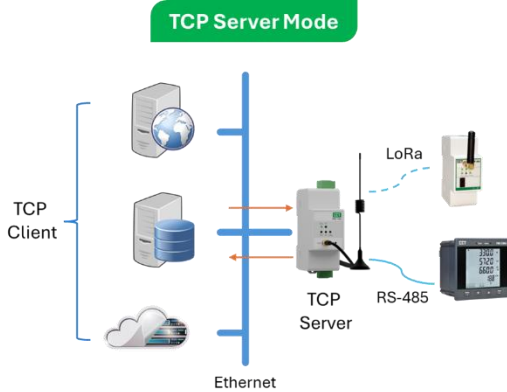 TCP Server Mode
TCP
Client
LoRa
TCP
Server
RS-485
Ethernet